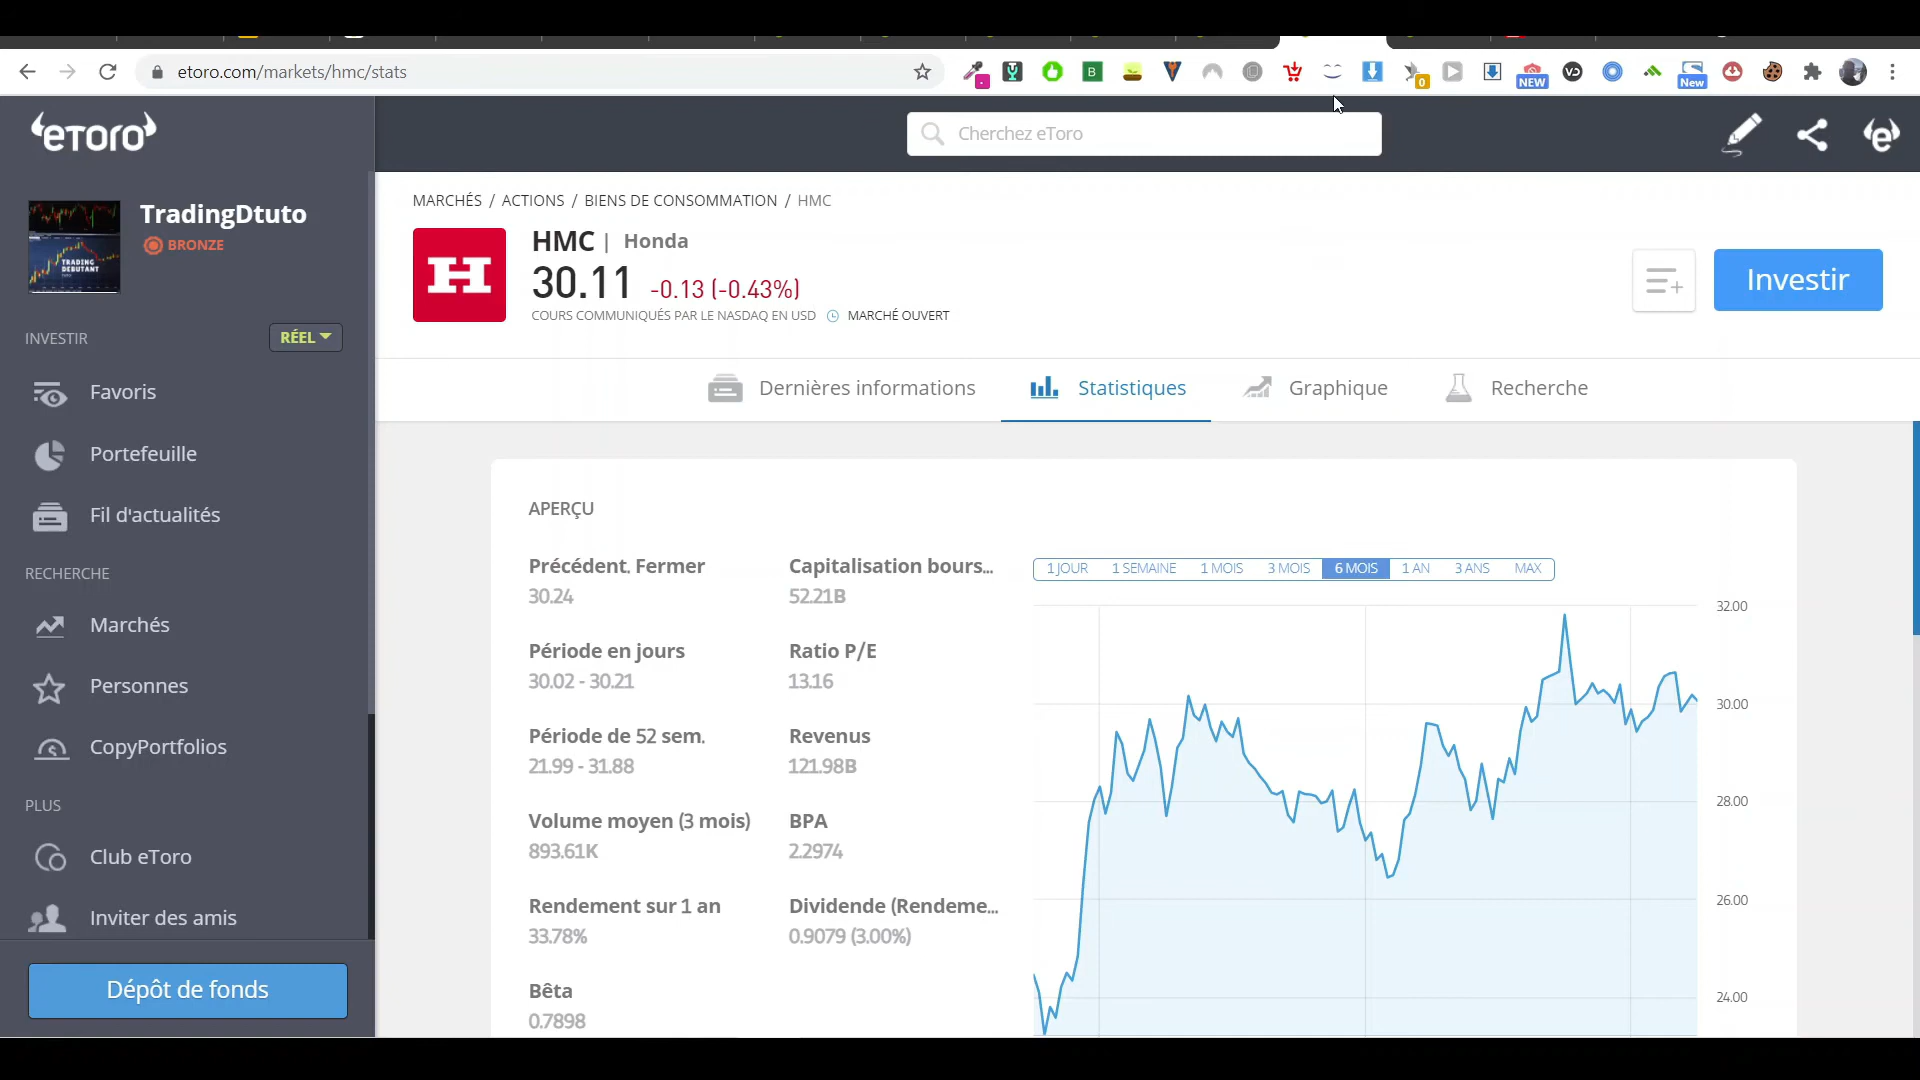 etoro.com/markets/hmc/stats
B
0
NEW
VD
New
eTORO
Cherchez eToro
TradingDtuto
BRONZE
TRADING
DEBUTANT
INVESTIR
RÉEL
Favoris
Portefeuille
Fil d'actualités
RECHERCHE
Marchés
Personnes
CopyPortfolios
PLUS
Club eToro
Inviter des amis
Dépôt de fonds
MARCHÉS / ACTIONS / BIENS DE CONSOMMATION / HMC
H
HMC | Honda
30.11 -0.13 (-0.43%)
COURS COMMUNIQUÉS PAR LE NASDAQ EN USD MARCHÉ OUVERT
Investir
Dernières informations
Statistiques
Graphique
Recherche
APERÇU
Précédent. Fermer
30.24
Période en jours
30.02 - 30.21
Période de 52 sem.
21.99 - 31.88
Volume moyen (3 mois)
893.61K
Rendement sur 1 an
33.78%
Bêta
0.7898
Capitalisation bours...
52.21B
Ratio P/E
13.16
Revenus
121.98B
BPA
2.2974
Dividende (Rendeme...
0.9079 (3.00%)
1 JOUR 1 SEMAINE 1 MOIS 3 MOIS 6 MOIS 1 AN 3 ANS MAX
32.00
30.00
28.00
26.00
24.00